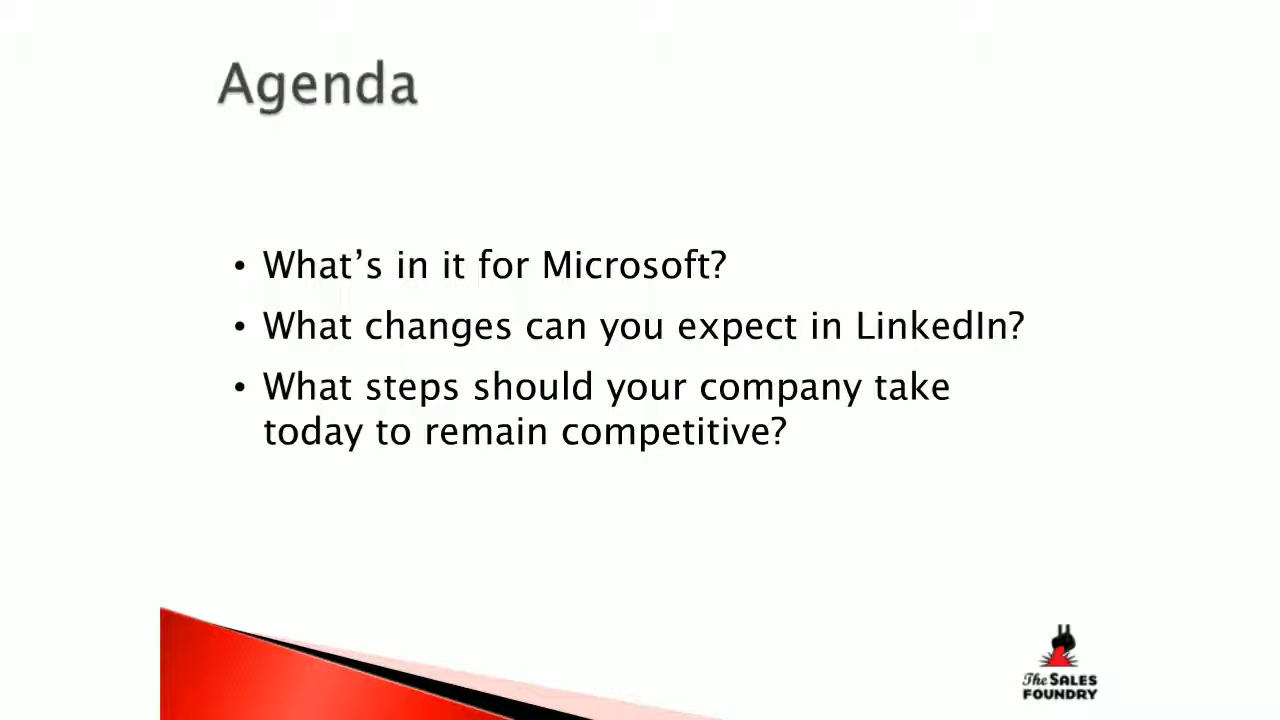 Agenda
• What's in it for Microsoft?
• What changes can you expect in LinkedIn?
• What steps should your company take
today to remain competitive?
The SALES
FOUNDRY